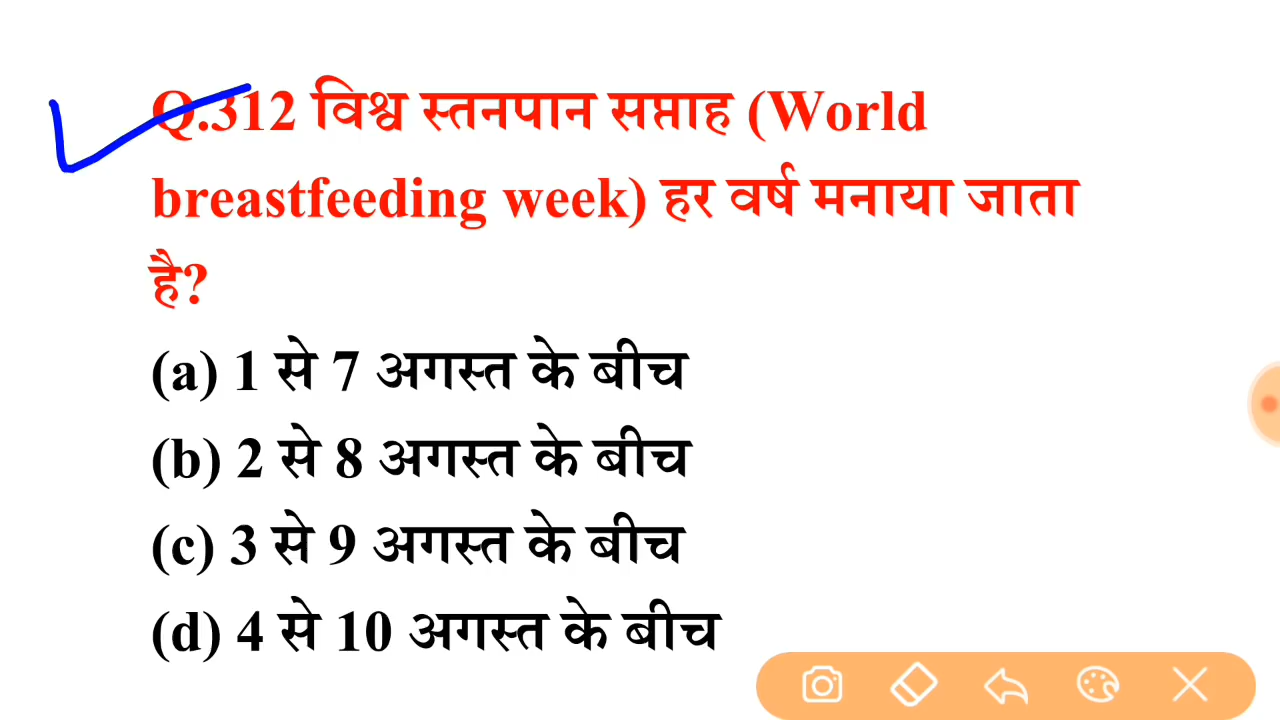 Q.312 विश्व स्तनपान सप्ताह (World
breastfeeding week) हर वर्ष मनाया जाता
है?
(a) 1 से 7 अगस्त के बीच
(b) 2 से 8 अगस्त के बीच
(c) 3 से 9 अगस्त के बीच
(d) 4 से 10 अगस्त के बीच